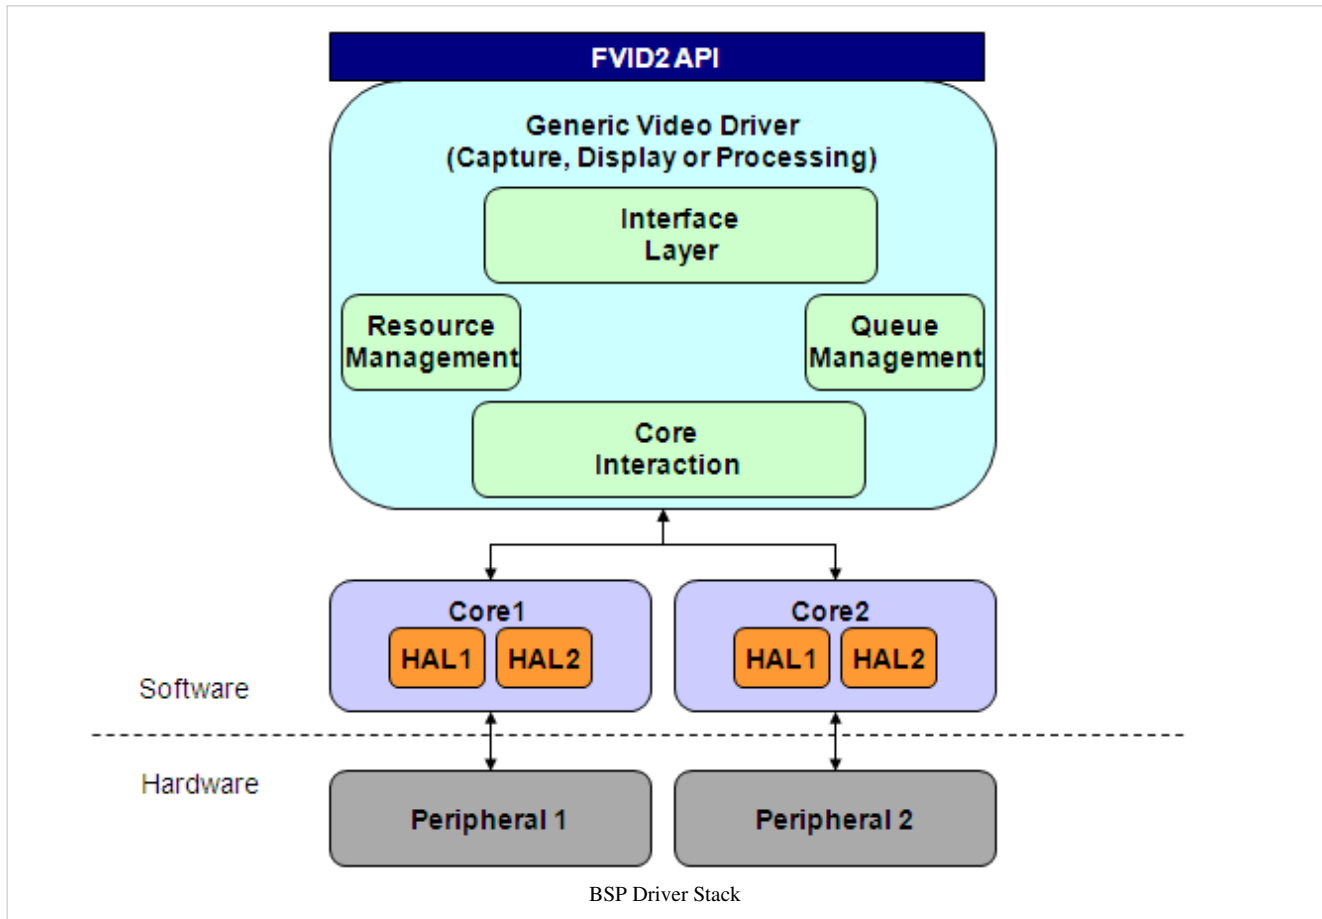 FVID2 API
Generic Video Driver
(Capture, Display or Processing)
Interface
Layer
Resource
Management
Queue
Management
Core
Interaction
Core1
HAL1
HAL2
Core2
HAL1
HAL2
Software
Hardware
Peripheral 1
Peripheral 2
BSP Driver Stack